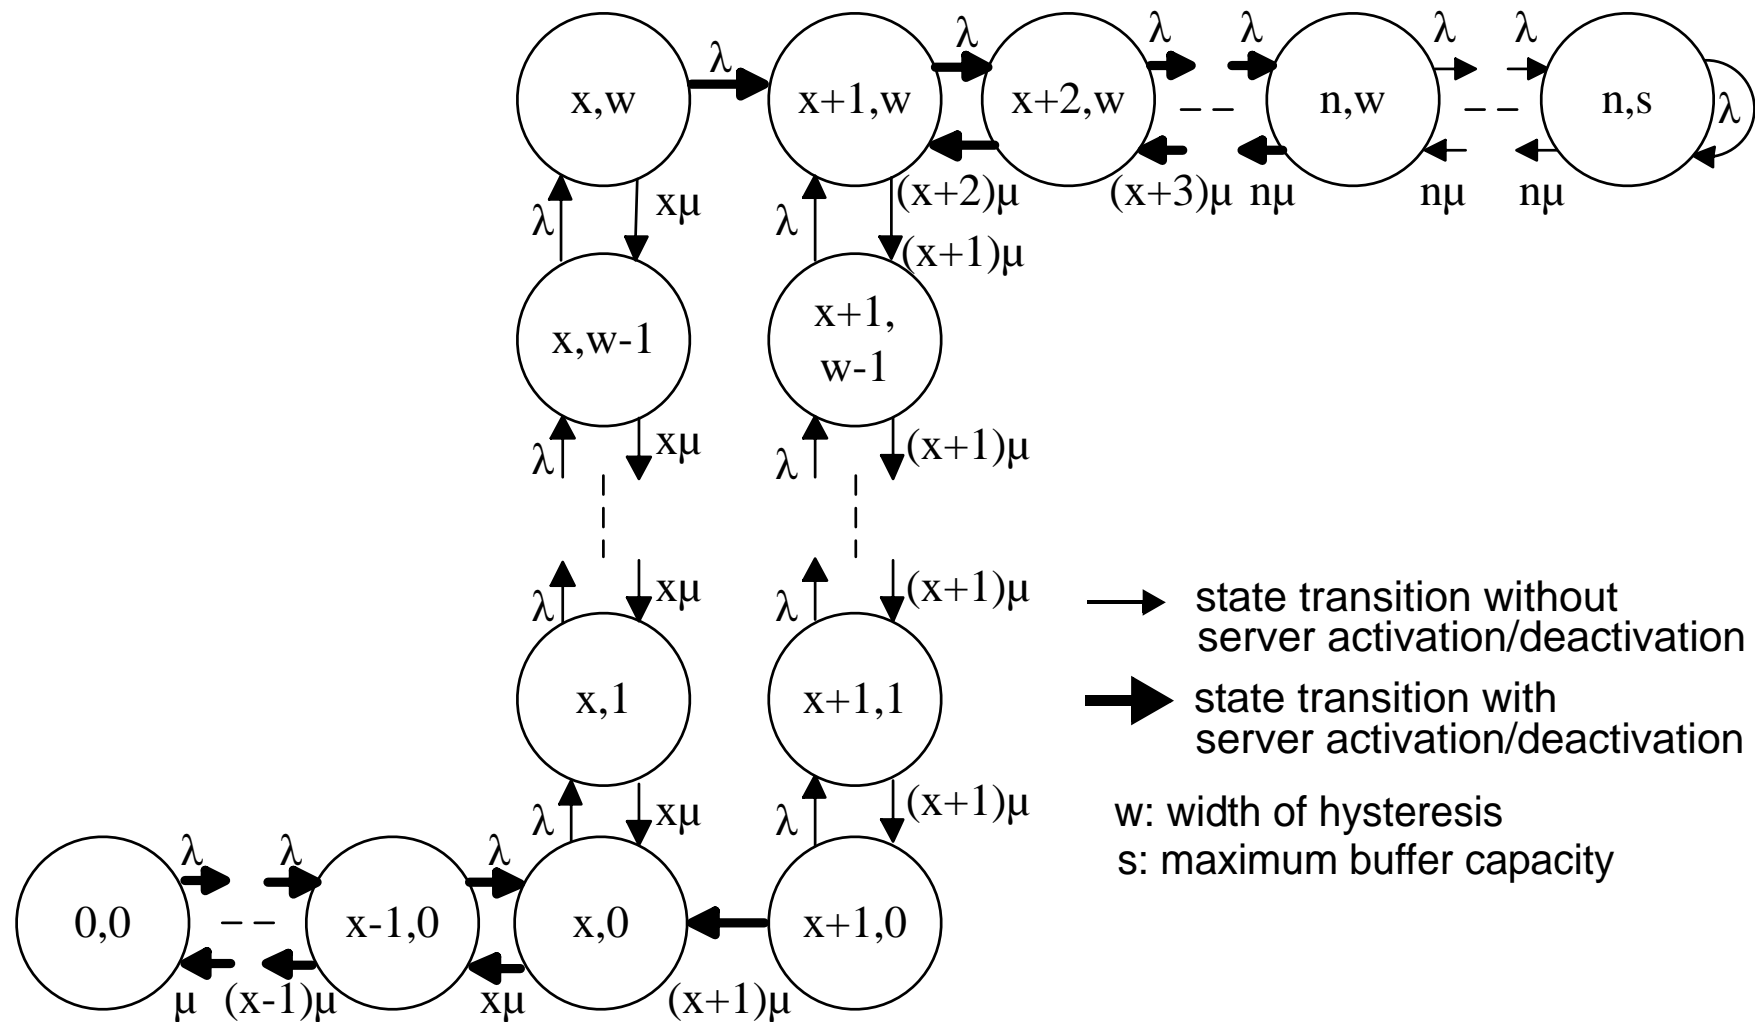 λ λ λ λ λ λ
x,w x+1,w x+2,w n,w n,s λ
xμ (x+2)μ (x+3)μ nμ nμ nμ
λ λ (x+1)μ
x,w-1 x+1,
w-1
λ xμ λ (x+1)μ
λ xμ λ (x+1)μ
state transition without
server activation/deactivation
x,1 x+1,1
state transition with
server activation/deactivation
λ xμ λ (x+1)μ
w: width of hysteresis
s: maximum buffer capacity
λ λ λ
0,0 x-1,0 x,0 x+1,0
μ (x-1)μ xμ (x+1)μ